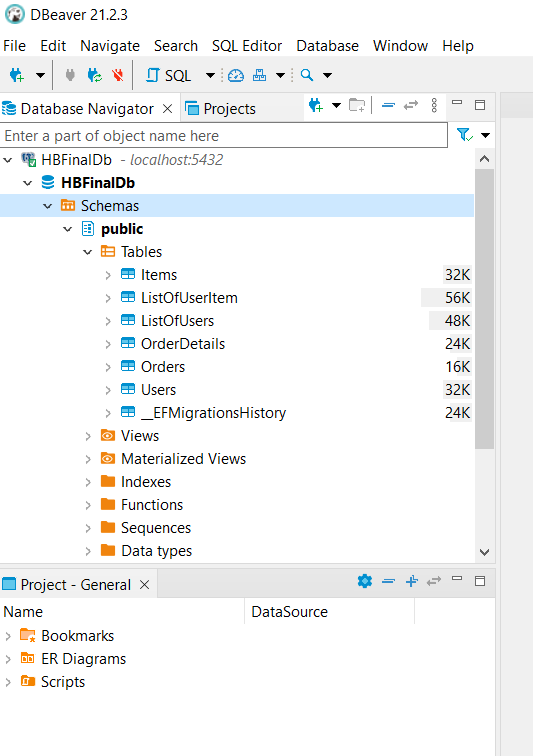 DBeaver 21.2.3
File Edit Navigate Search SQL Editor Database Window Help
SQL
Database Navigator Projects
Enter a part of object name here
HBFinalDb - localhost:5432
HBFinalDb
Schemas
public
Tables
Items 32K
ListOfUserItem 56K
ListOfUsers 48K
OrderDetails 24K
Orders 16K
Users 32K
__EFMigrationsHistory 24K
Views
Materialized Views
Indexes
Functions
Sequences
Data types
Project - General
Name DataSource
Bookmarks
ER Diagrams
Scripts